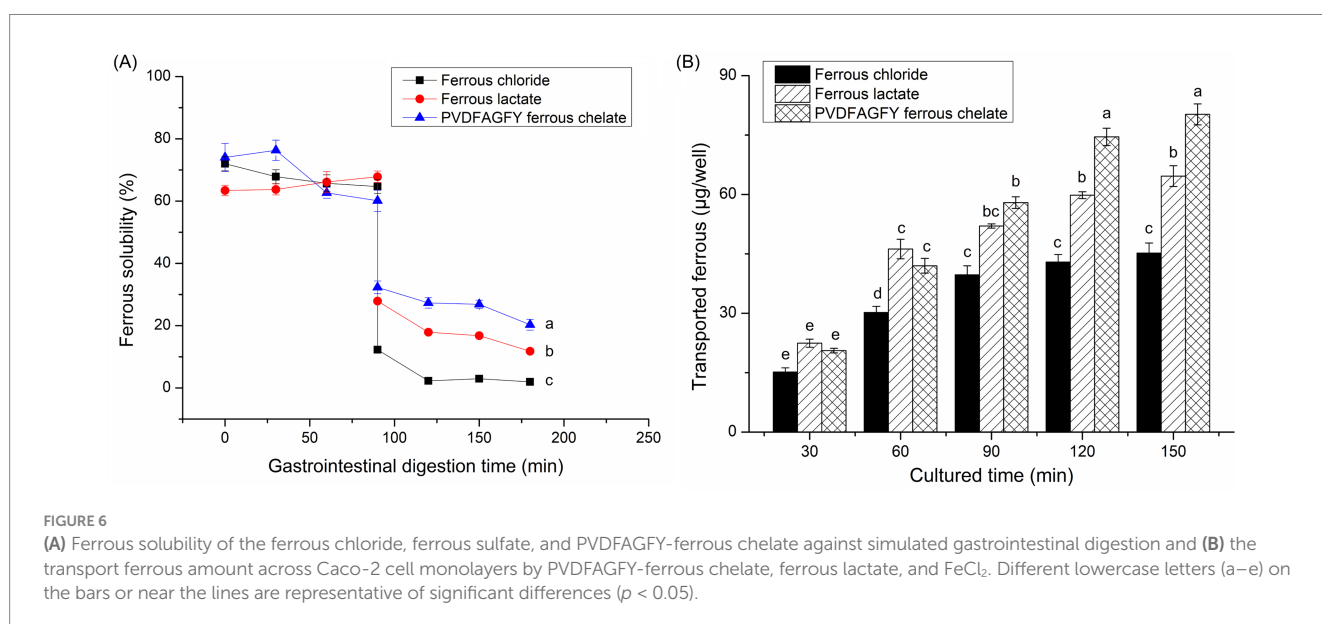 (A)
Ferrous chloride
Ferrous lactate
PVDFAGFY ferrous chelate
100
80
60
40
20
0
Ferrous solubility (%)
a
b
c
0 50 100 150 200 250
Gastrointestinal digestion time (min)
(B)
Ferrous chloride
Ferrous lactate
PVDFAGFY ferrous chelate
90
60
30
0
Transported ferrous (µg/well)
e e e
d c c
c bc b
c b a
c b a
30 60 90 120 150
Cultured time (min)
FIGURE 6
(A) Ferrous solubility of the ferrous chloride, ferrous sulfate, and PVDFAGFY-ferrous chelate against simulated gastrointestinal digestion and (B) the
transport ferrous amount across Caco-2 cell monolayers by PVDFAGFY-ferrous chelate, ferrous lactate, and FeCl₂. Different lowercase letters (a–e) on
the bars or near the lines are representative of significant differences (p < 0.05).